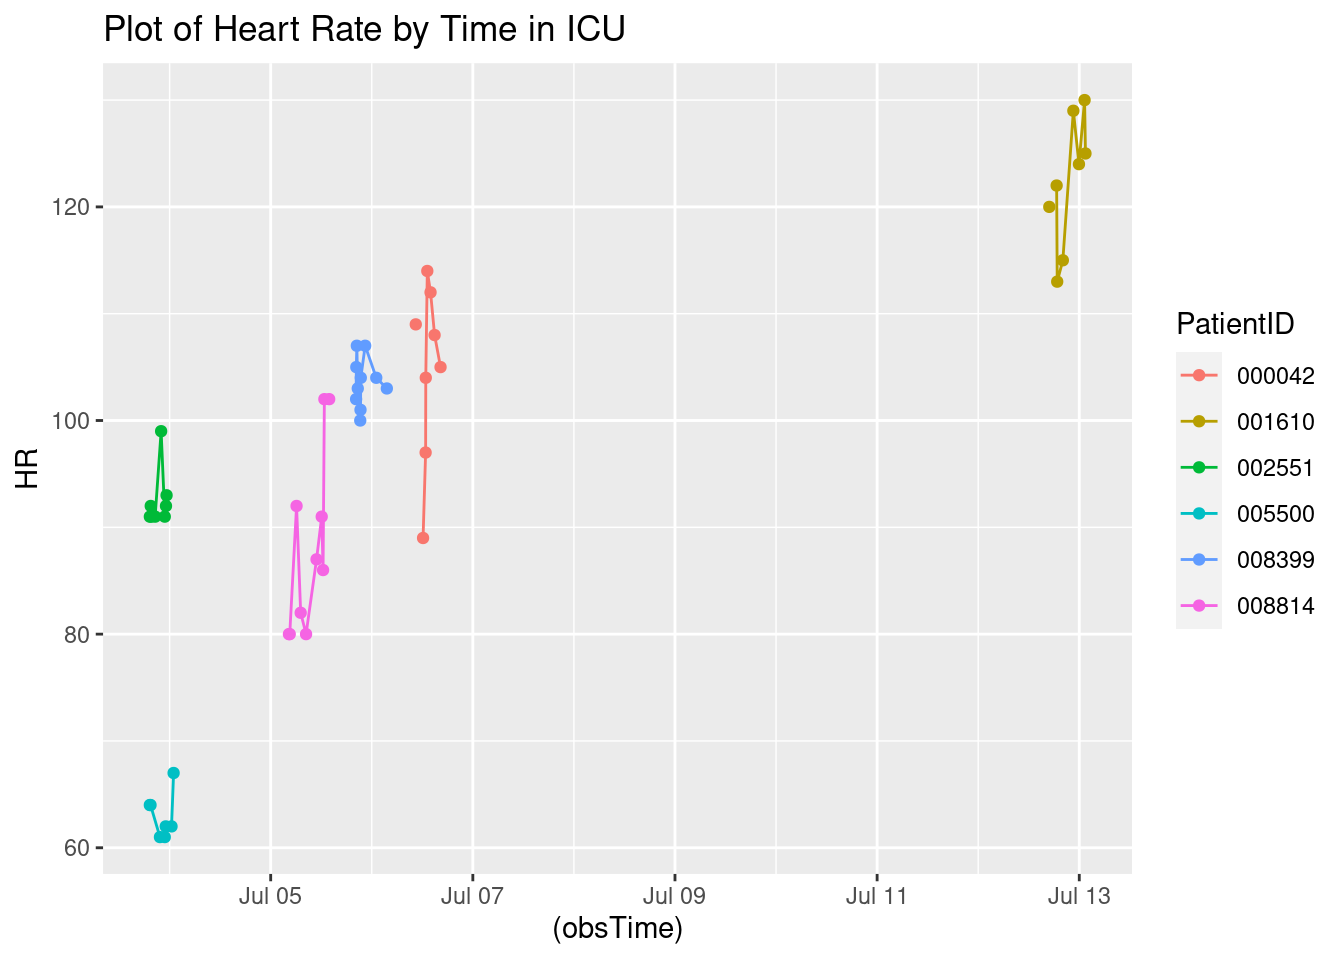 Plot of Heart Rate by Time in ICU
HR
120
100
80
60
Jul 05
Jul 07
Jul 09
Jul 11
Jul 13
(obsTime)
PatientID
000042
001610
002551
005500
008399
008814